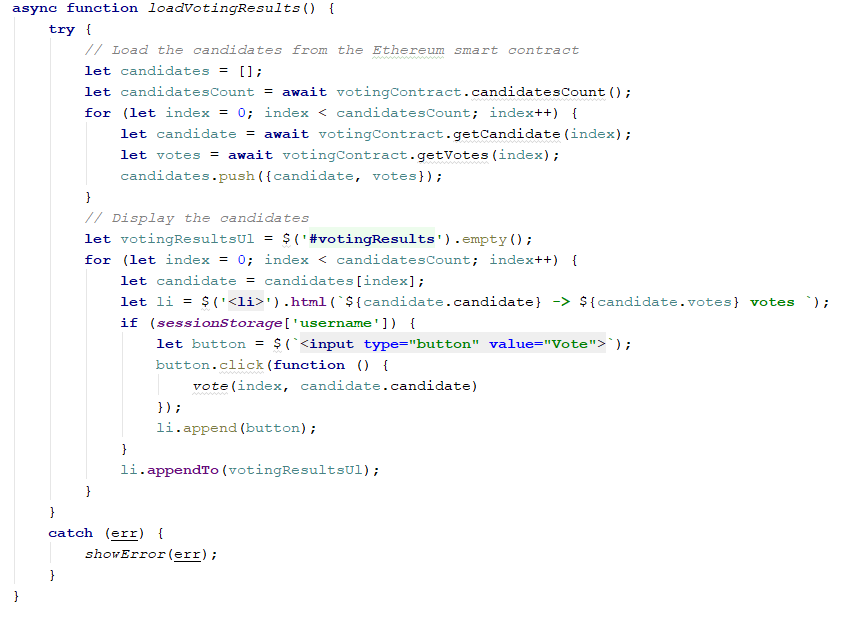 async function loadVotingResults() {
    try {
        // Load the candidates from the Ethereum smart contract
        let candidates = [];
        let candidatesCount = await votingContract.candidatesCount();
        for (let index = 0; index < candidatesCount; index++) {
            let candidate = await votingContract.getCandidate(index);
            let votes = await votingContract.getVotes(index);
            candidates.push({candidate, votes});
        }
        // Display the candidates
        let votingResultsUl = $('#votingResults').empty();
        for (let index = 0; index < candidatesCount; index++) {
            let candidate = candidates[index];
            let li = $('<li>').html(`${candidate.candidate} -> ${candidate.votes} votes `);
            if (sessionStorage['username']) {
                let button = $(`<input type="button" value="Vote">`);
                button.click(function () {
                    vote(index, candidate.candidate)
                });
                li.append(button);
            }
            li.appendTo(votingResultsUl);
        }
    }
    catch (err) {
        showError(err);
    }
}